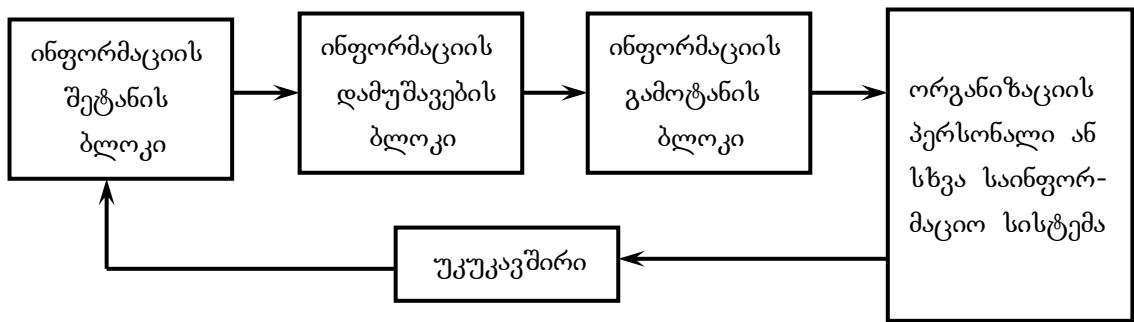 ინფორმაციის
შეტანის
ბლოკი
ინფორმაციის
დამუშავების
ბლოკი
ინფორმაციის
გამოტანის
ბლოკი
ორგანიზაციის
პერსონალი ან
სხვა საინფორ-
მაციო სისტემა
უკუკავშირი